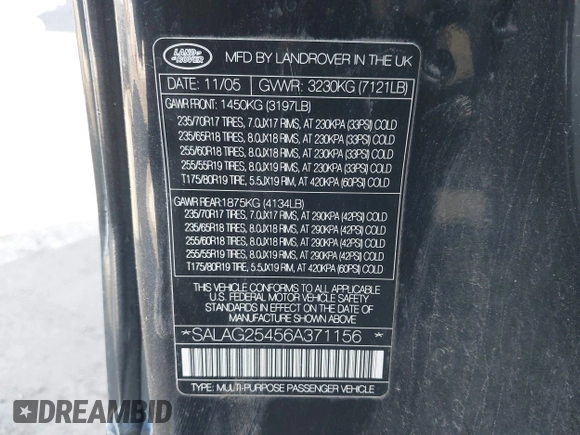 LAND
ROVER
MFD BY LANDROVER IN THE UK
DATE: 11/05 GVWR: 3230KG (7121LB)
GAWR FRONT: 1450KG (3197LB)
235/70R17 TIRES, 7.0JX17 RIMS, AT 230KPA (33PSI) COLD
235/65R18 TIRES, 8.0JX18 RIMS, AT 230KPA (33PSI) COLD
255/60R18 TIRES, 8.0JX18 RIMS, AT 230KPA (33PSI) COLD
255/55R19 TIRES, 8.0JX19 RIMS, AT 230KPA (33PSI) COLD
T175/80R19 TIRE, 5.5JX19 RIM, AT 420KPA (60PSI) COLD
GAWR REAR:1875KG (4134LB)
235/70R17 TIRES, 7.0JX17 RIMS, AT 290KPA (42PSI) COLD
235/65R18 TIRES, 8.0JX18 RIMS, AT 290KPA (42PSI) COLD
255/60R18 TIRES, 8.0JX18 RIMS, AT 290KPA (42PSI) COLD
255/55R19 TIRES, 8.0JX19 RIMS, AT 290KPA (42PSI) COLD
T175/80R19 TIRE, 5.5JX19 RIM, AT 420KPA (60PSI) COLD
THIS VEHICLE CONFORMS TO ALL APPLICABLE
U.S. FEDERAL MOTOR VEHICLE SAFETY
STANDARDS IN EFFECT ON THE DATE OF
MANUFACTURE SHOWN ABOVE
*SALAG25456A371156*
TYPE: MULTI-PURPOSE PASSENGER VEHICLE
DREAMBID